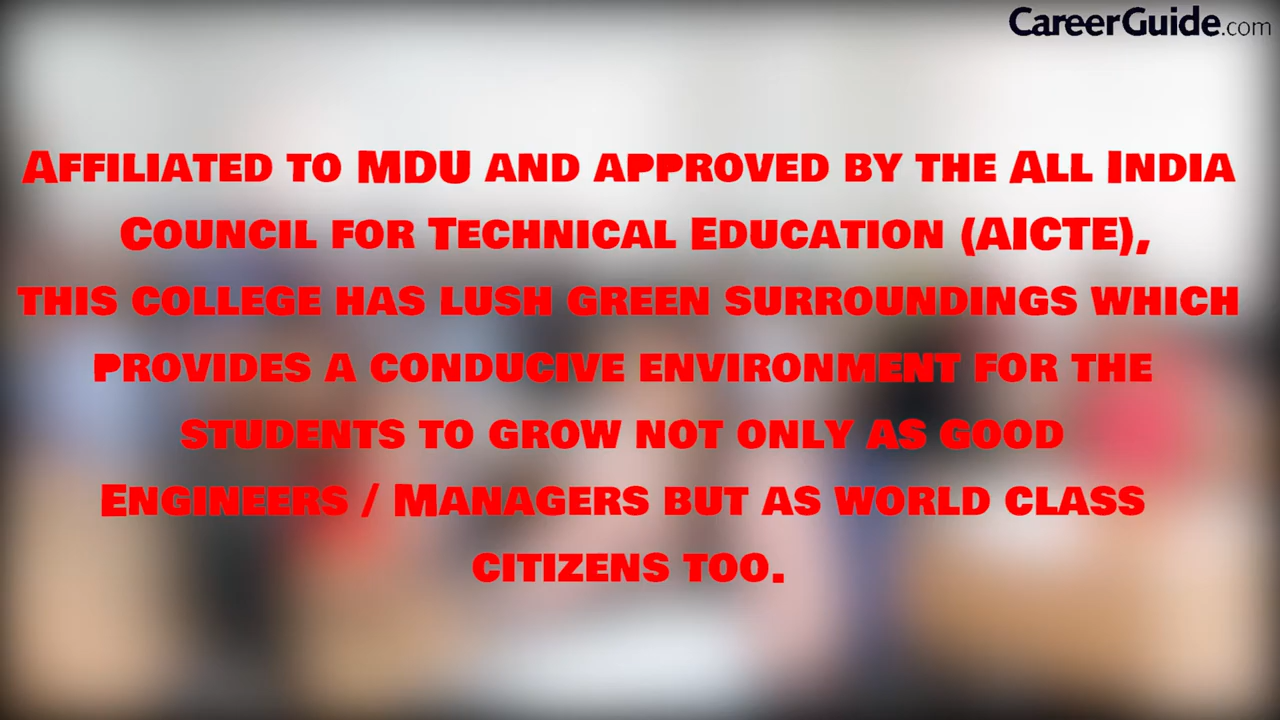 CareerGuide.com
Affiliated to MDU and approved by the All India
Council for Technical Education (AICTE),
this college has lush green surroundings which
provides a conducive environment for the
students to grow not only as good
Engineers / Managers but as world class
citizens too.